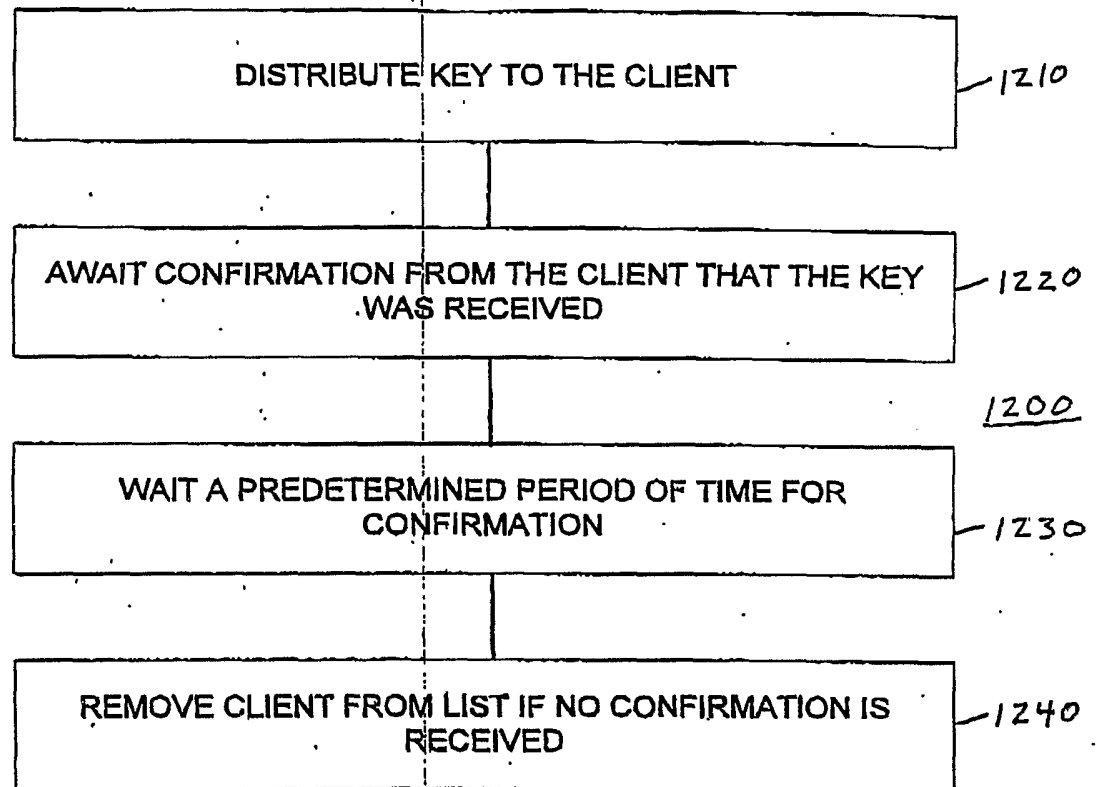 DISTRIBUTE KEY TO THE CLIENT
1210
AWAIT CONFIRMATION FROM THE CLIENT THAT THE KEY
WAS RECEIVED
1220
1200
WAIT A PREDETERMINED PERIOD OF TIME FOR
CONFIRMATION
1230
REMOVE CLIENT FROM LIST IF NO CONFIRMATION IS
RECEIVED
1240